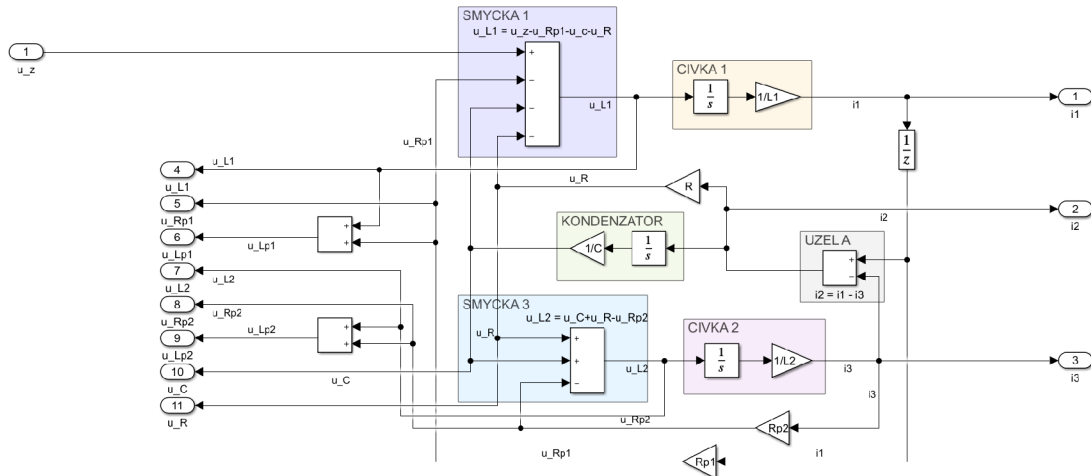 SMYCKA 1
u_L1 = u_z-u_Rp1-u_c-u_R
1
u_z
+
−
−
−
u_L1
CIVKA 1
1
s
1/L1
i1
1
i1
u_Rp1
1
z
4
u_L1
u_L1
R
u_R
5
u_Rp1
i2
2
i2
KONDENZATOR
1/C
1
s
UZEL A
+
−
i2 = i1 - i3
6
u_Lp1
u_Lp1
+
+
7
u_L2
u_L2
8
u_Rp2
u_Rp2
SMYCKA 3
u_L2 = u_C+u_R-u_Rp2
u_R
+
+
−
u_L2
CIVKA 2
1
s
1/L2
i3
3
i3
9
u_Lp2
u_Lp2
+
+
10
u_C
u_C
i3
11
u_R
u_Rp2
Rp2
u_Rp1
Rp1
i1